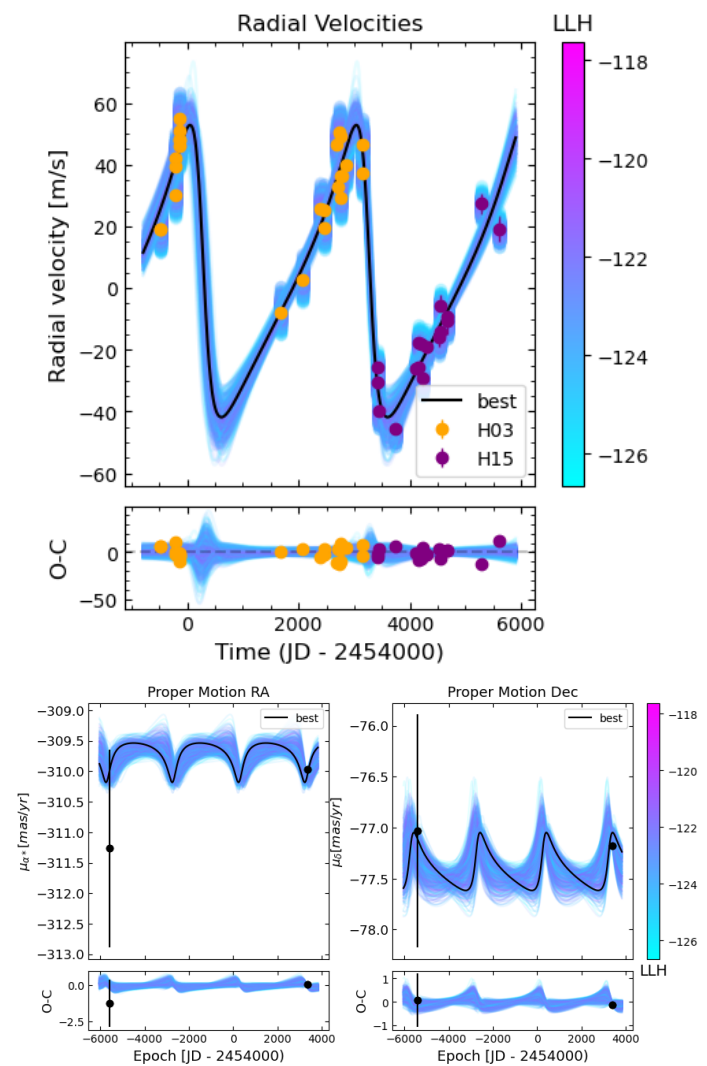 Radial Velocities
LLH
60
40
20
0
−20
−40
−60
Radial velocity [m/s]
best
H03
H15
−118
−120
−122
−124
−126
0
−50
O-C
0
2000
4000
6000
Time (JD - 2454000)
Proper Motion RA
−309.0
−309.5
−310.0
−310.5
−311.0
−311.5
−312.0
−312.5
−313.0
μα*[mas/yr]
best
0.0
−2.5
O-C
−6000
−4000
−2000
0
2000
4000
Epoch [JD - 2454000]
Proper Motion Dec
−76.0
−76.5
−77.0
−77.5
−78.0
μδ[mas/yr]
best
1
0
−1
O-C
−6000
−4000
−2000
0
2000
4000
Epoch [JD - 2454000]
−118
−120
−122
−124
−126
LLH